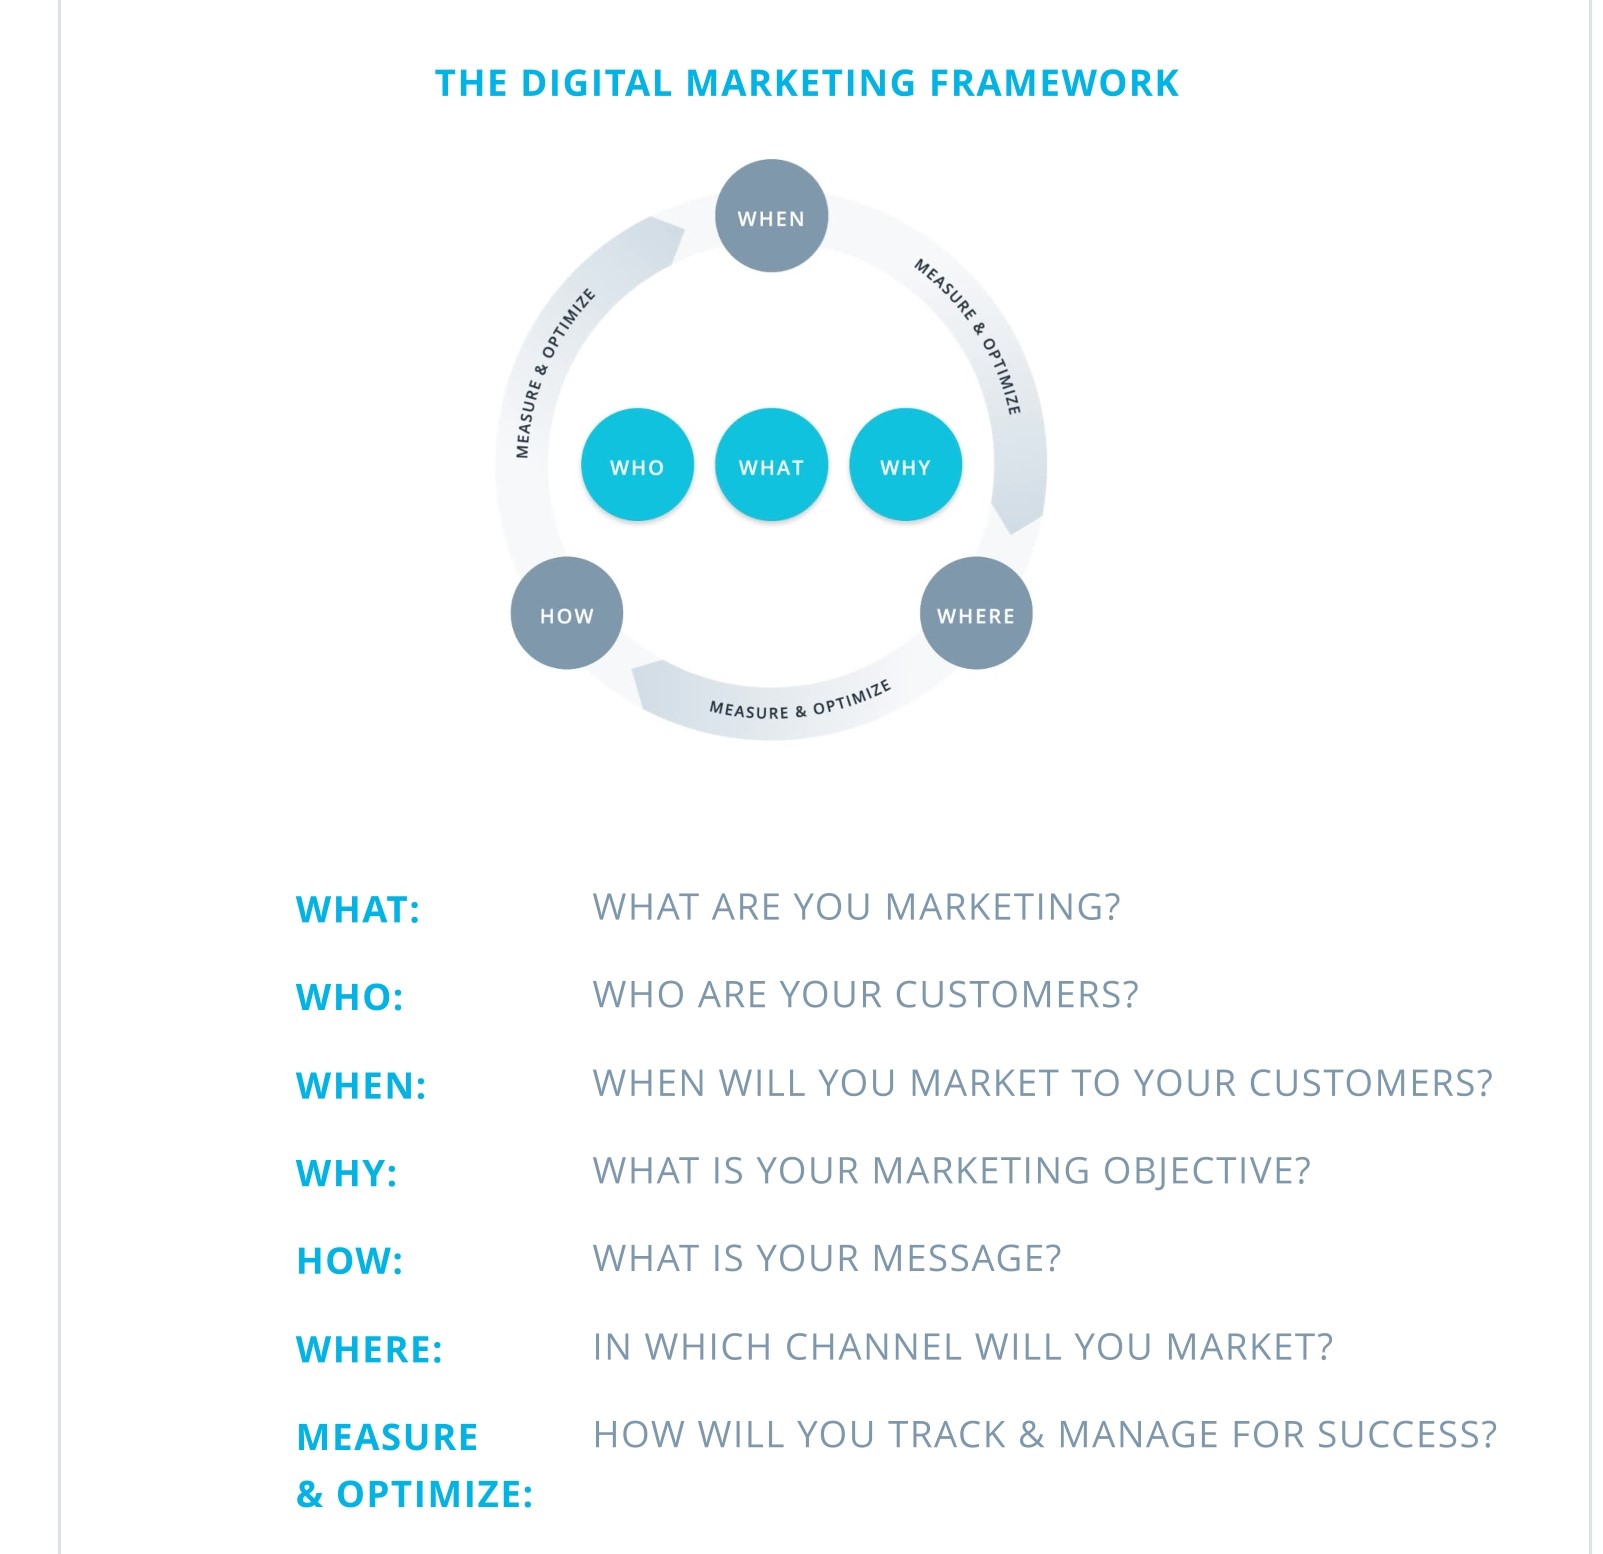 THE DIGITAL MARKETING FRAMEWORK
WHEN
MEASURE & OPTIMIZE
MEASURE & OPTIMIZE
WHO
WHAT
WHY
HOW
WHERE
MEASURE & OPTIMIZE
WHAT: WHAT ARE YOU MARKETING?
WHO: WHO ARE YOUR CUSTOMERS?
WHEN: WHEN WILL YOU MARKET TO YOUR CUSTOMERS?
WHY: WHAT IS YOUR MARKETING OBJECTIVE?
HOW: WHAT IS YOUR MESSAGE?
WHERE: IN WHICH CHANNEL WILL YOU MARKET?
MEASURE HOW WILL YOU TRACK & MANAGE FOR SUCCESS?
& OPTIMIZE: